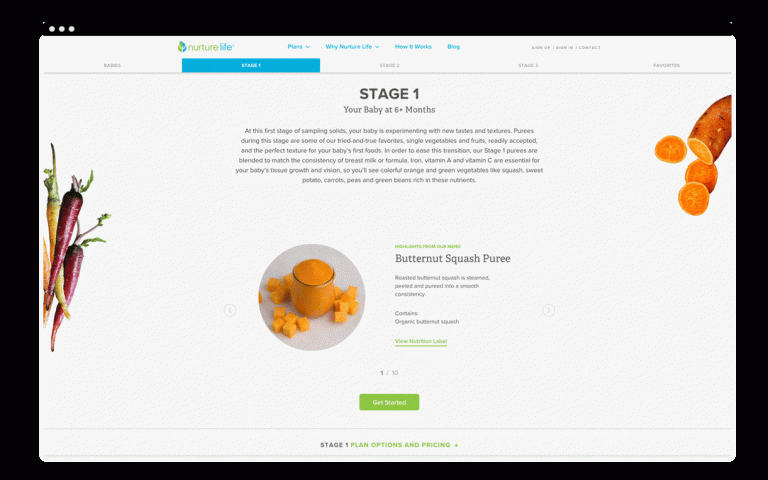 nurture life
Plans Why Nurture Life How It Works Blog
SIGN UP | SIGN IN | CONTACT
BABIES STAGE 1 STAGE 2 STAGE 3 FAVORITES
STAGE 1
Your Baby at 6+ Months
At this first stage of sampling solids, your baby is experimenting with new tastes and textures. Purees
during this stage are some of our tried-and-true favorites, single vegetables and fruits, readily accepted,
and the perfect texture for your baby's first foods. In order to ease this transition, our Stage 1 purees are
blended to match the consistency of breast milk or formula. Iron, vitamin A and vitamin C are essential for
your baby's tissue growth and vision, so you'll see colorful orange and green vegetables like squash, sweet
potato, carrots, peas and green beans rich in these nutrients.
HIGHLIGHTS FROM OUR MENU
Butternut Squash Puree
Roasted butternut squash is steamed,
peeled and pureed into a smooth
consistency.
Contains:
Organic butternut squash
View Nutrition Label
1 / 10
Get Started
STAGE 1 PLAN OPTIONS AND PRICING +